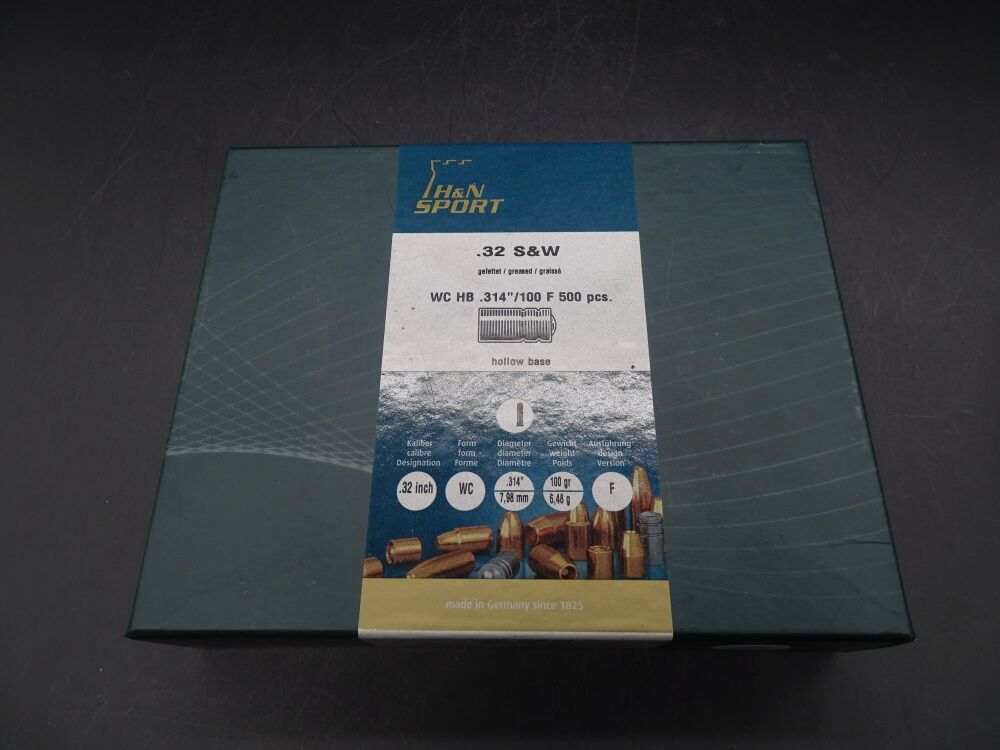 H&N
SPORT
.32 S&W
gefettet / greased / graissé
WC HB .314"/100 F 500 pcs.
hollow base
Kaliber Form Diameter Gewicht Ausführung
calibre form diameter weight design
Désignation Forme Diamètre Poids Version
.32 inch WC .314" 100 gr F
7,98 mm 6,48 g
made in Germany since 1825